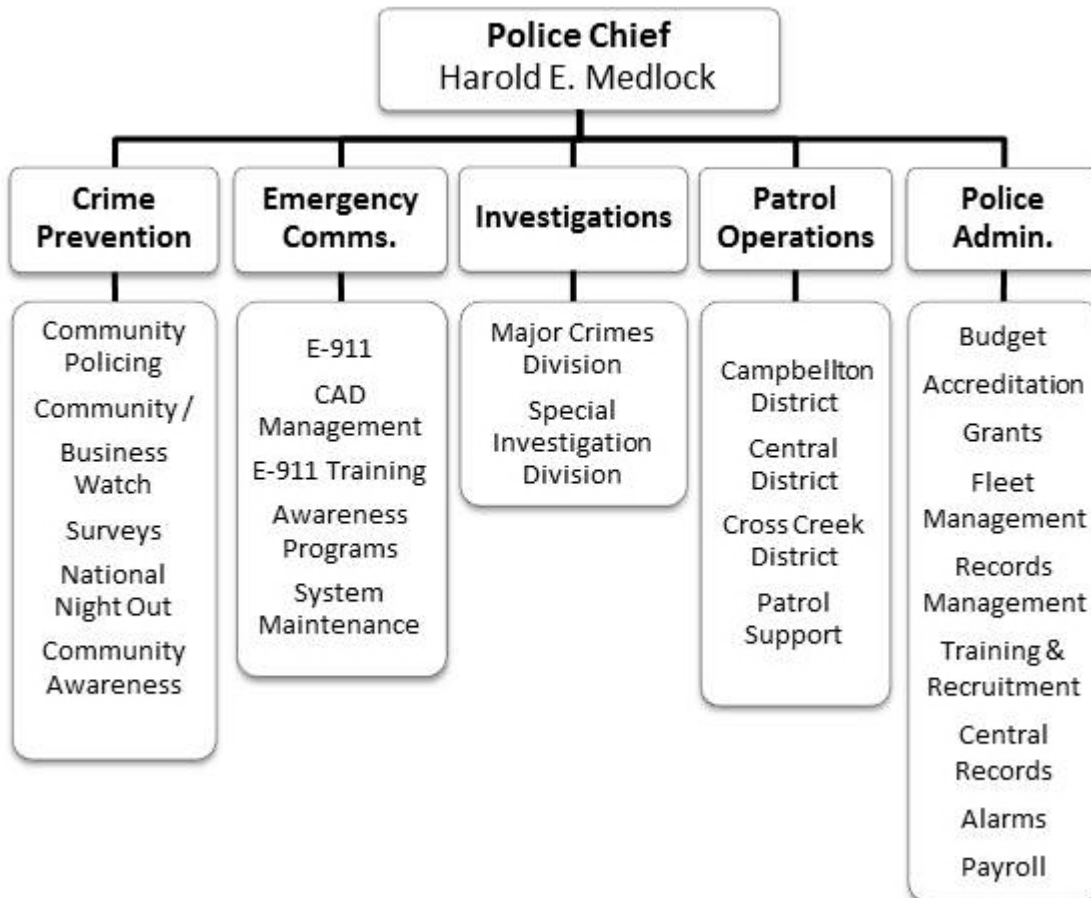 Police Chief
Harold E. Medlock
Crime
Prevention
Emergency
Comms.
Investigations
Patrol
Operations
Police
Admin.
Community
Policing
Community /
Business
Watch
Surveys
National
Night Out
Community
Awareness
E-911
CAD
Management
E-911 Training
Awareness
Programs
System
Maintenance
Major Crimes
Division
Special
Investigation
Division
Campbellton
District
Central
District
Cross Creek
District
Patrol
Support
Budget
Accreditation
Grants
Fleet
Management
Records
Management
Training &
Recruitment
Central
Records
Alarms
Payroll